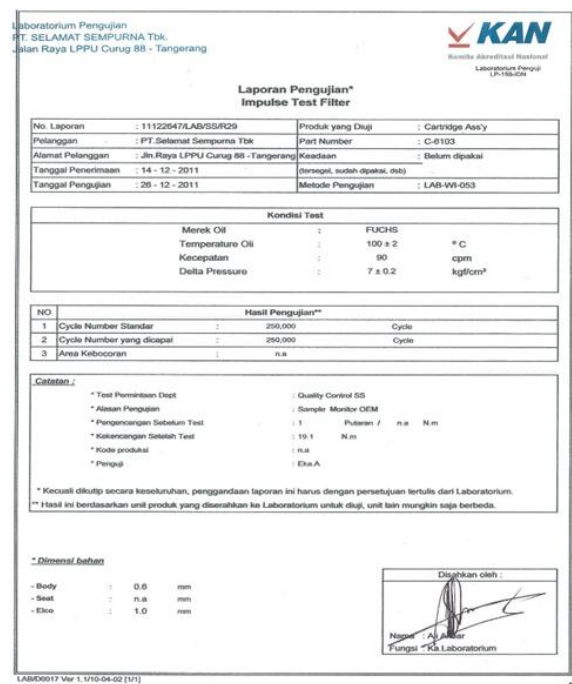 Laboratorium Pengujian
PT. SELAMAT SEMPURNA Tbk.
Jalan Raya LPPU Curug 88 - Tangerang
KAN
Komite Akreditasi Nasional
Laboratorium Penguji
LP-159-IDN
Laporan Pengujian*
Impulse Test Filter
No. Laporan : 11122647/LAB/SS/R29 Produk yang Diuji : Cartridge Ass'y
Pelanggan : PT.Selamat Sempurna Tbk Part Number : C-6103
Alamat Pelanggan : Jln.Raya LPPU Curug 88 -Tangerang Keadaan : Belum dipakai
Tanggal Penerimaan : 14 - 12 - 2011 (tersegel, sudah dipakai, dsb)
Tanggal Pengujian : 26 - 12 - 2011 Metode Pengujian : LAB-WI-053
Kondisi Test
Merek Oli : FUCHS
Temperature Oli : 100 ± 2 ° C
Kecepatan : 90 cpm
Delta Pressure : 7 ± 0.2 kgf/cm²
NO Hasil Pengujian**
1 Cycle Number Standar : 250,000 Cycle
2 Cycle Number yang dicapai : 250,000 Cycle
3 Area Kebocoran : n.a
Catatan :
* Test Permintaan Dept : Quality Control SS
* Alasan Pengujian : Sample Monitor OEM
* Pengencangan Sebelum Test : 1 Putaran / n.a N.m
* Kekencangan Setelah Test : 19.1 N.m
* Kode produksi : n.a
* Penguji : Eka.A
* Kecuali dikutip secara keseluruhan, penggandaan laporan ini harus dengan persetujuan tertulis dari Laboratorium.
** Hasil ini berdasarkan unit produk yang diserahkan ke Laboratorium untuk diuji, unit lain mungkin saja berbeda.
* Dimensi bahan
- Body : 0.6 mm
- Seat : n.a mm
- Elco : 1.0 mm
Disahkan oleh :
Nama : Ali Akbar
Fungsi : Ka.Laboratorium
LAB/D0017 Ver 1.1/10-04-02 [1/1]